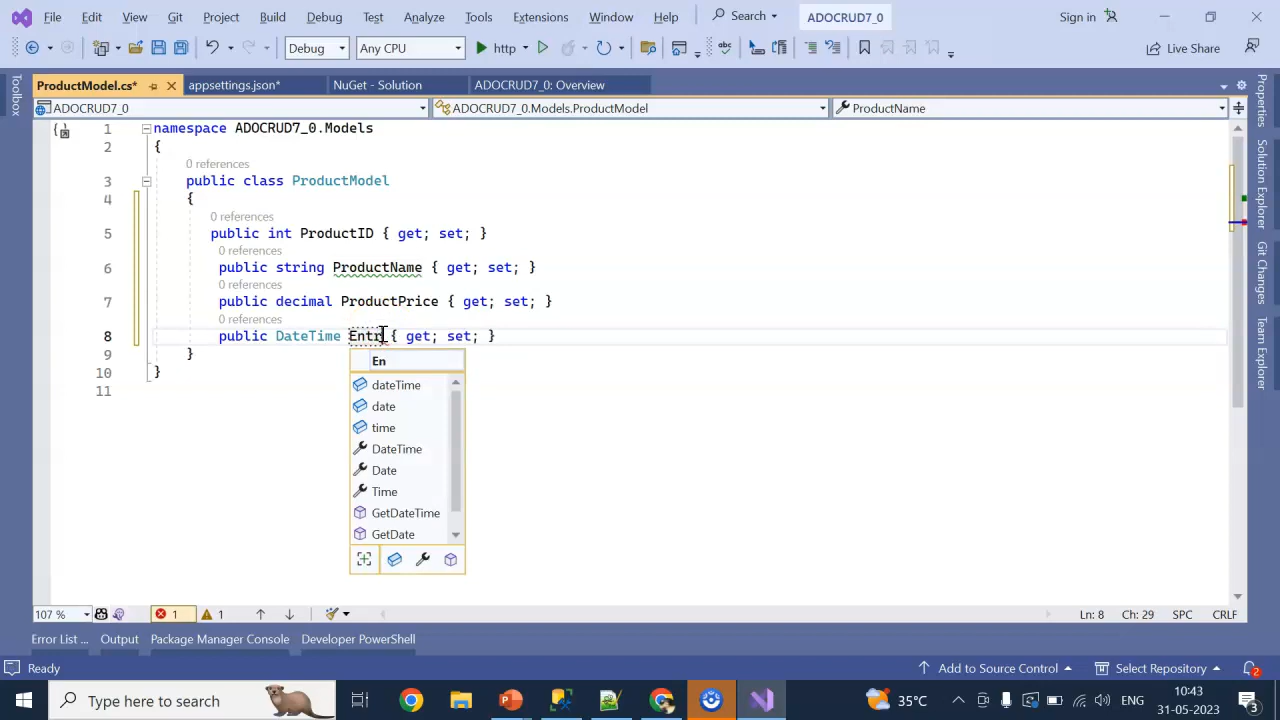 File Edit View Git Project Build Debug Test Analyze Tools Extensions Window Help Search ADOCRUD7_0 Sign in
Debug Any CPU http Live Share
ProductModel.cs* appsettings.json* NuGet - Solution ADOCRUD7_0: Overview
ADOCRUD7_0 ADOCRUD7_0.Models.ProductModel ProductName
Toolbox
1 namespace ADOCRUD7_0.Models
2 {
0 references
3 public class ProductModel
4 {
0 references
5 public int ProductID { get; set; }
0 references
6 public string ProductName { get; set; }
0 references
7 public decimal ProductPrice { get; set; }
0 references
8 public DateTime Entr { get; set; }
9 }
10 }
11
En
dateTime
date
time
DateTime
Date
Time
GetDateTime
GetDate
Properties
Solution Explorer
Git Changes
Team Explorer
107 % 1 1 Ln: 8 Ch: 29 SPC CRLF
Error List ... Output Package Manager Console Developer PowerShell
Ready Add to Source Control Select Repository 2
Type here to search 35°C ENG 10:43
31-05-2023 3